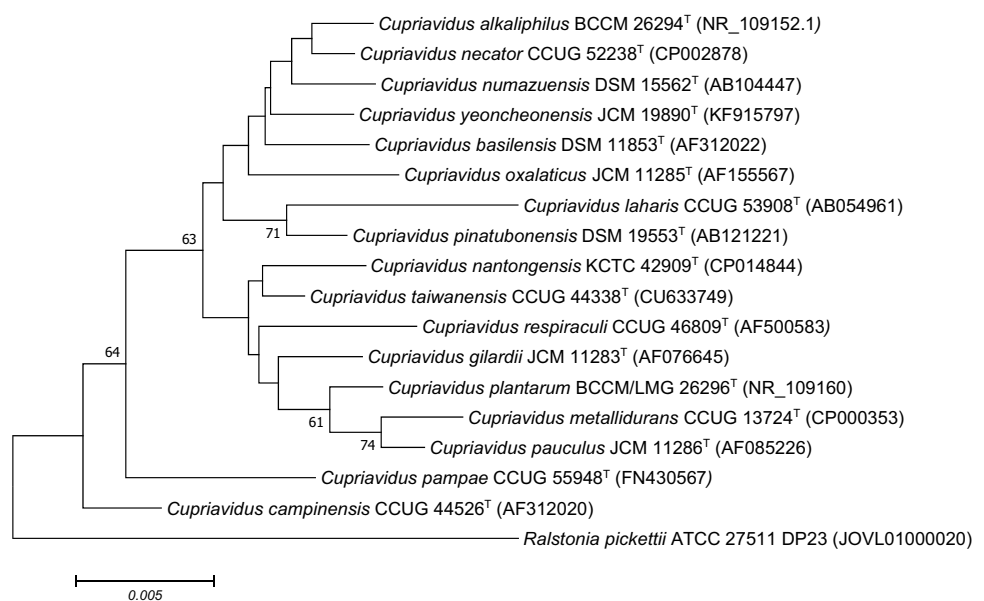 Cupriavidus alkaliphilus BCCM 26294ᵀ (NR_109152.1)
Cupriavidus necator CCUG 52238ᵀ (CP002878)
Cupriavidus numazuensis DSM 15562ᵀ (AB104447)
Cupriavidus yeoncheonensis JCM 19890ᵀ (KF915797)
Cupriavidus basilensis DSM 11853ᵀ (AF312022)
Cupriavidus oxalaticus JCM 11285ᵀ (AF155567)
Cupriavidus laharis CCUG 53908ᵀ (AB054961)
71
Cupriavidus pinatubonensis DSM 19553ᵀ (AB121221)
63
Cupriavidus nantongensis KCTC 42909ᵀ (CP014844)
Cupriavidus taiwanensis CCUG 44338ᵀ (CU633749)
Cupriavidus respiraculi CCUG 46809ᵀ (AF500583)
64
Cupriavidus gilardii JCM 11283ᵀ (AF076645)
Cupriavidus plantarum BCCM/LMG 26296ᵀ (NR_109160)
61
Cupriavidus metallidurans CCUG 13724ᵀ (CP000353)
74
Cupriavidus pauculus JCM 11286ᵀ (AF085226)
Cupriavidus pampae CCUG 55948ᵀ (FN430567)
Cupriavidus campinensis CCUG 44526ᵀ (AF312020)
Ralstonia pickettii ATCC 27511 DP23 (JOVL01000020)
0.005